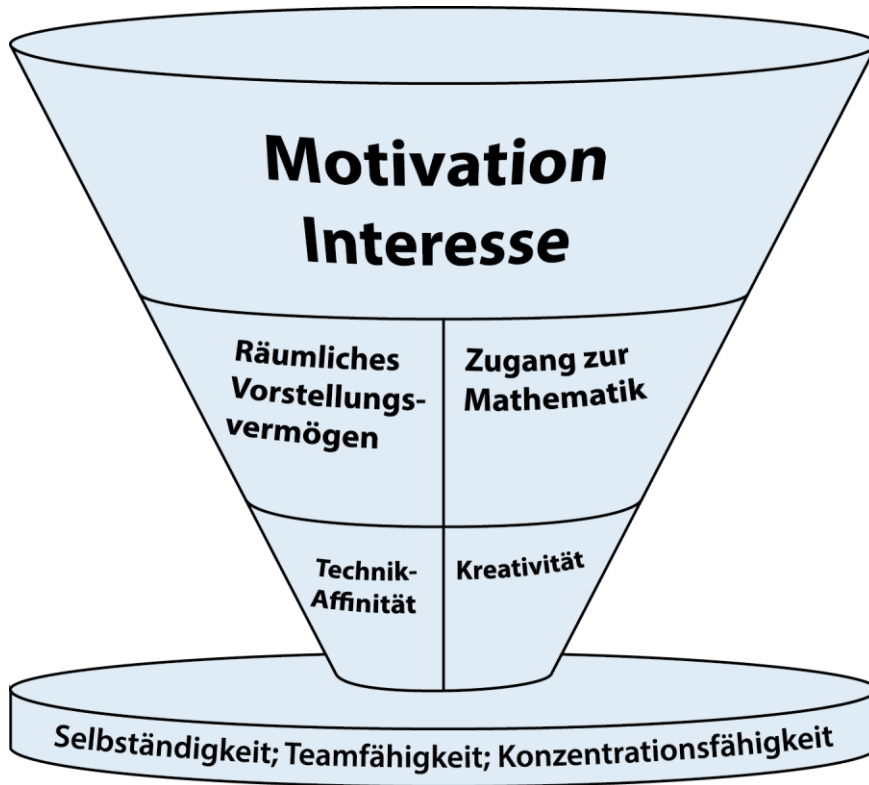 Motivation
Interesse
Räumliches
Vorstellungs-
vermögen
Zugang zur
Mathematik
Technik-
Affinität
Kreativität
Selbständigkeit; Teamfähigkeit; Konzentrationsfähigkeit